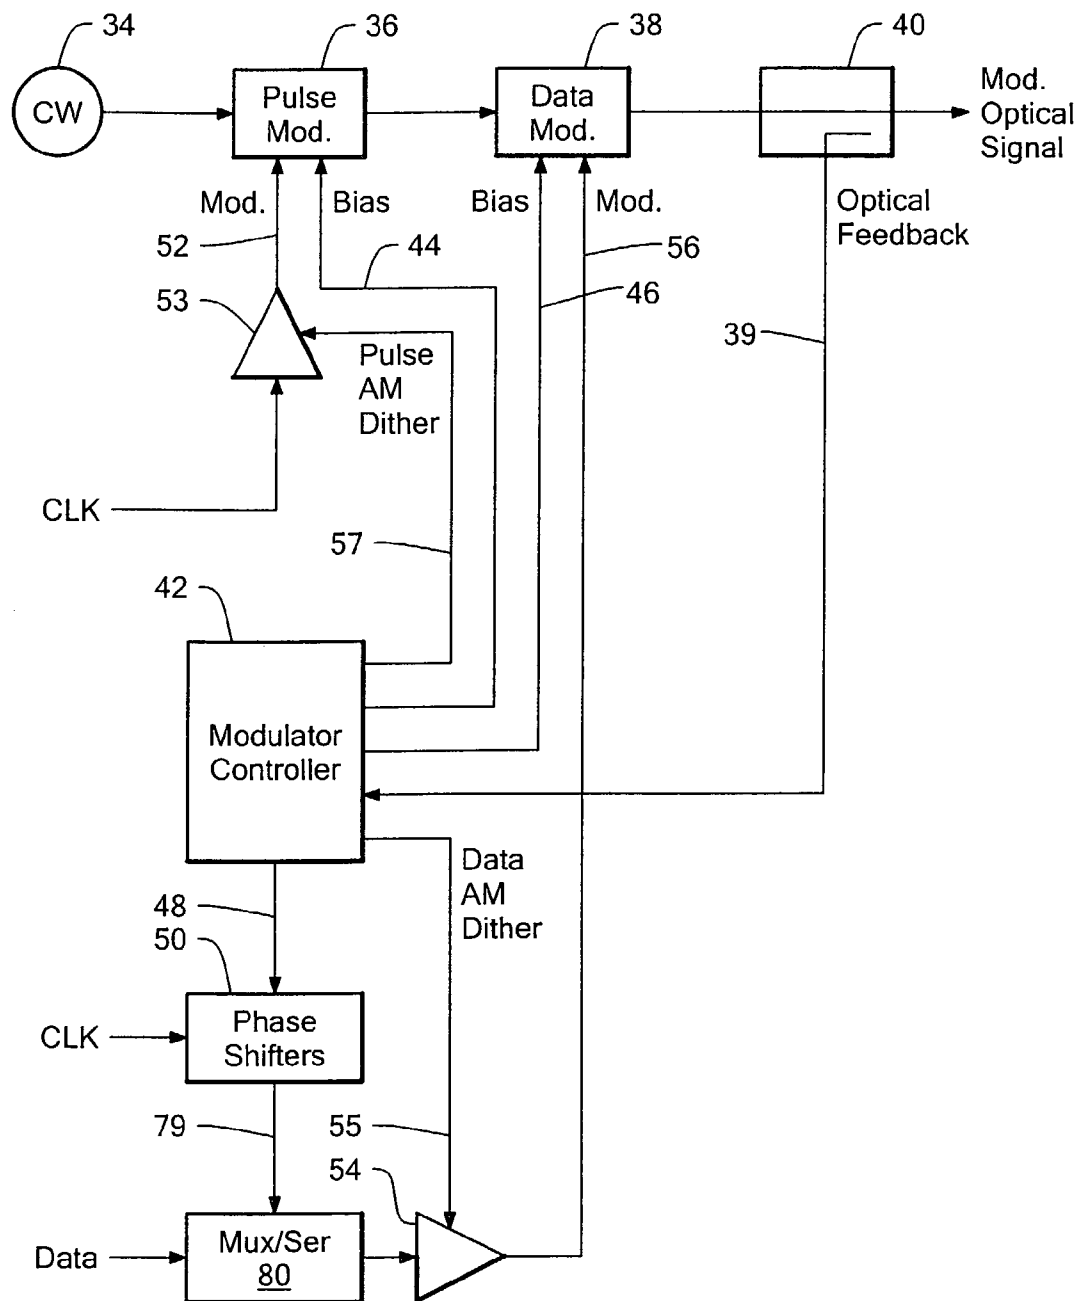 34
36
38
40
CW
Pulse
Mod.
Data
Mod.
Mod.
Optical
Signal
Mod.
Bias
Bias
Mod.
Optical
Feedback
52
44
56
53
46
39
Pulse
AM
Dither
CLK
57
42
Modulator
Controller
Data
AM
Dither
48
50
CLK
Phase
Shifters
79
55
54
Data
Mux/Ser
80